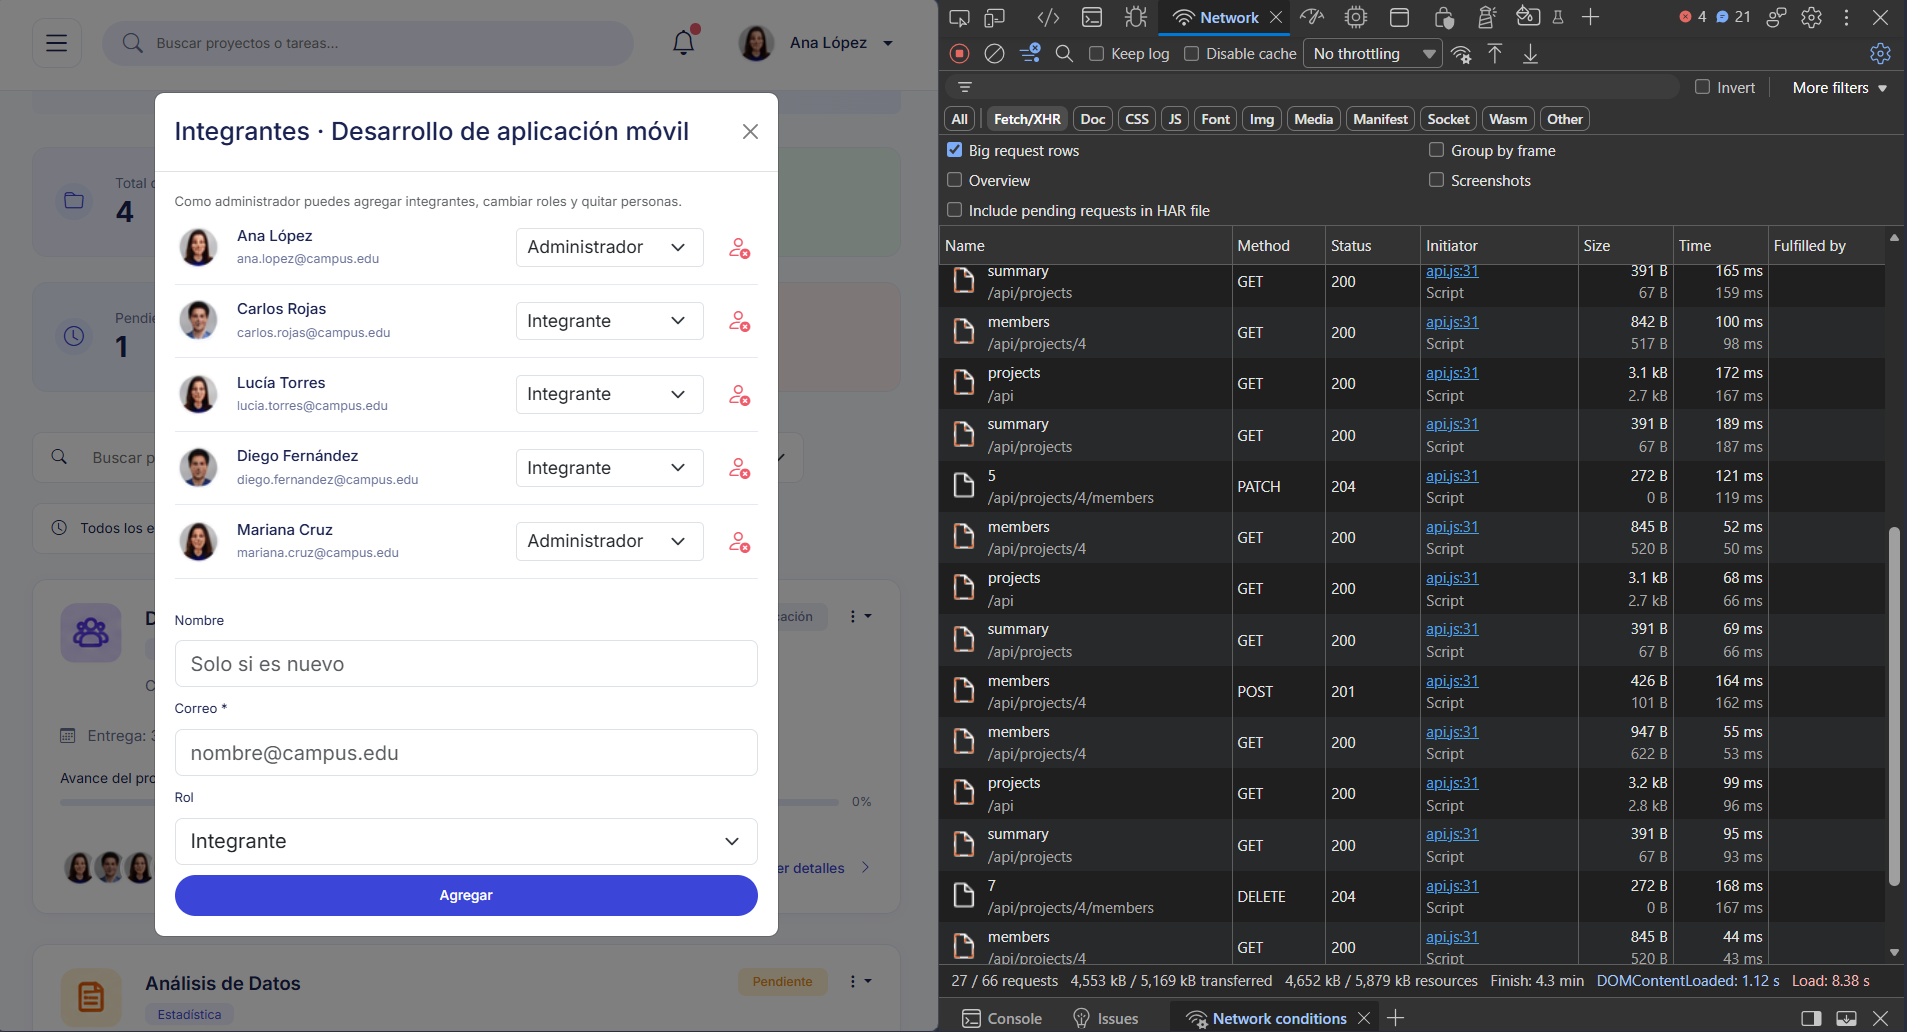 Buscar proyectos o tareas...
Ana López
Total
4
Pendie
1
Buscar p
Todos los e
Integrantes · Desarrollo de aplicación móvil
Como administrador puedes agregar integrantes, cambiar roles y quitar personas.
Ana López
ana.lopez@campus.edu
Administrador
Carlos Rojas
carlos.rojas@campus.edu
Integrante
Lucía Torres
lucia.torres@campus.edu
Integrante
Diego Fernández
diego.fernandez@campus.edu
Integrante
Mariana Cruz
mariana.cruz@campus.edu
Administrador
Nombre
Solo si es nuevo
Correo *
nombre@campus.edu
Rol
Integrante
Agregar
D
cación
C
Entrega: 3
Avance del pro
0%
er detalles
Análisis de Datos
Estadística
Pendiente
Network
4
21
Keep log
Disable cache
No throttling
Invert
More filters
All
Fetch/XHR
Doc
CSS
JS
Font
Img
Media
Manifest
Socket
Wasm
Other
Big request rows
Group by frame
Overview
Screenshots
Include pending requests in HAR file
Name Method Status Initiator Size Time Fulfilled by
summary GET 200 api.js:31 391 B 165 ms
/api/projects Script 67 B 159 ms
members GET 200 api.js:31 842 B 100 ms
/api/projects/4 Script 517 B 98 ms
projects GET 200 api.js:31 3.1 kB 172 ms
/api Script 2.7 kB 167 ms
summary GET 200 api.js:31 391 B 189 ms
/api/projects Script 67 B 187 ms
5 PATCH 204 api.js:31 272 B 121 ms
/api/projects/4/members Script 0 B 119 ms
members GET 200 api.js:31 845 B 52 ms
/api/projects/4 Script 520 B 50 ms
projects GET 200 api.js:31 3.1 kB 68 ms
/api Script 2.7 kB 66 ms
summary GET 200 api.js:31 391 B 69 ms
/api/projects Script 67 B 66 ms
members POST 201 api.js:31 426 B 164 ms
/api/projects/4 Script 101 B 162 ms
members GET 200 api.js:31 947 B 55 ms
/api/projects/4 Script 622 B 53 ms
projects GET 200 api.js:31 3.2 kB 99 ms
/api Script 2.8 kB 96 ms
summary GET 200 api.js:31 391 B 95 ms
/api/projects Script 67 B 93 ms
7 DELETE 204 api.js:31 272 B 168 ms
/api/projects/4/members Script 0 B 167 ms
members GET 200 api.js:31 845 B 44 ms
/api/projects/4 Script 520 B 43 ms
27 / 66 requests 4,553 kB / 5,169 kB transferred 4,652 kB / 5,879 kB resources Finish: 4.3 min DOMContentLoaded: 1.12 s Load: 8.38 s
Console
Issues
Network conditions